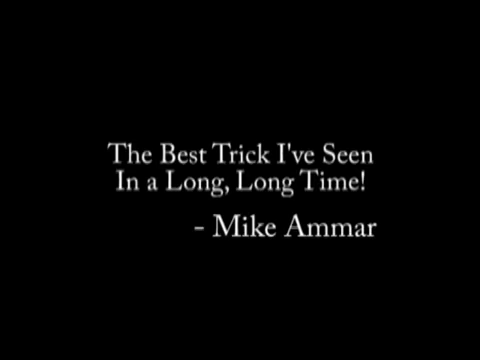 The Best Trick I've Seen
In a Long, Long Time!
- Mike Ammar